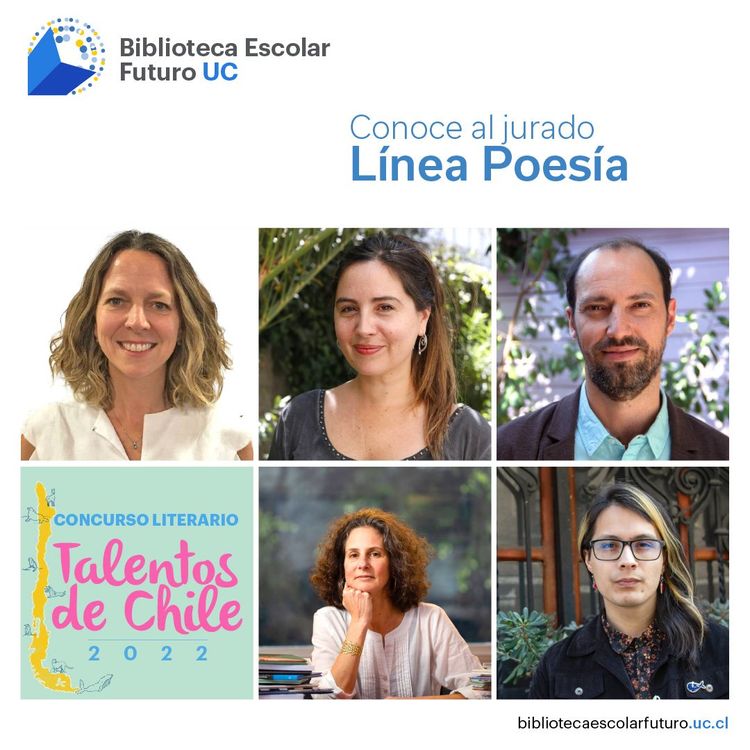 Biblioteca Escolar
Futuro UC
Conoce al jurado
Línea Poesía
CONCURSO LITERARIO
Talentos
de Chile
2022
bibliotecaescolarfuturo.uc.cl